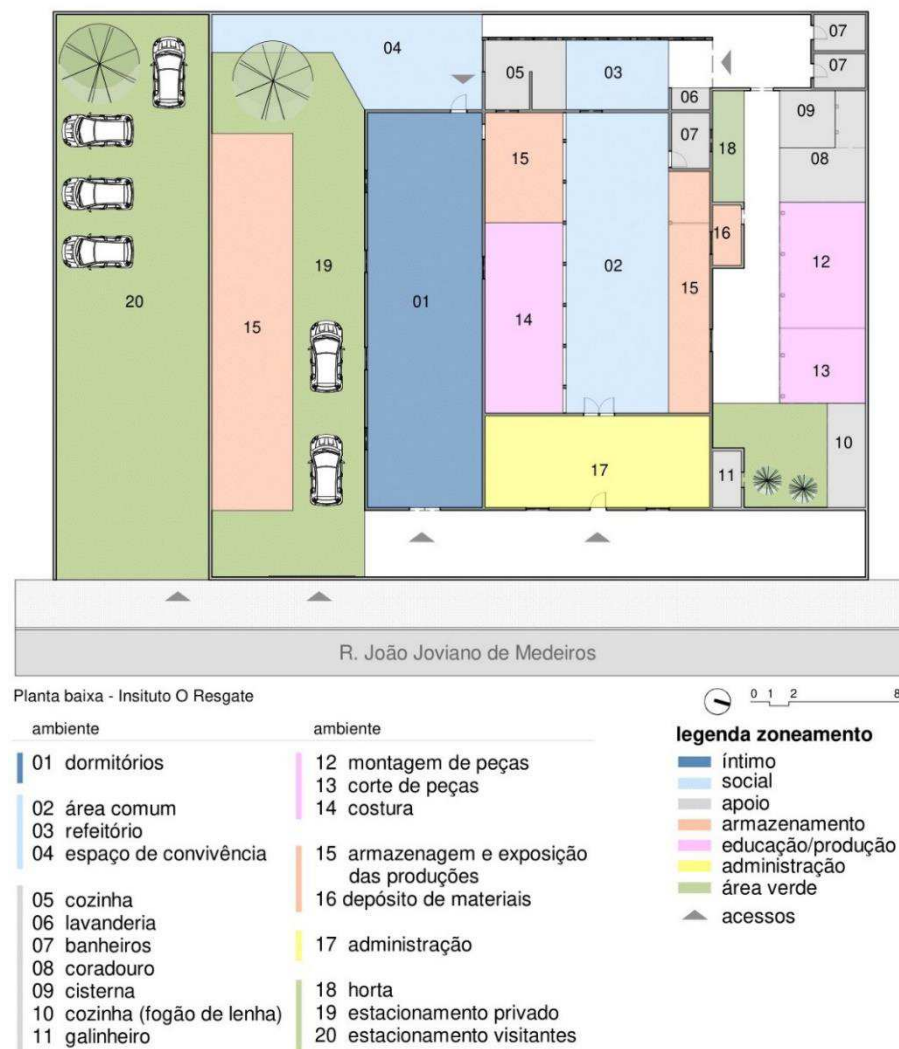 04
07
07
05
03
06
09
07
15
18
08
16
12
19
02
20
01
15
15
14
13
10
17
11
R. João Joviano de Medeiros
Planta baixa - Insituto O Resgate
0 1 2 8
ambiente
01 dormitórios
02 área comum
03 refeitório
04 espaço de convivência
05 cozinha
06 lavanderia
07 banheiros
08 coradouro
09 cisterna
10 cozinha (fogão de lenha)
11 galinheiro
ambiente
12 montagem de peças
13 corte de peças
14 costura
15 armazenagem e exposição
das produções
16 depósito de materiais
17 administração
18 horta
19 estacionamento privado
20 estacionamento visitantes
legenda zoneamento
íntimo
social
apoio
armazenamento
educação/produção
administração
área verde
acessos